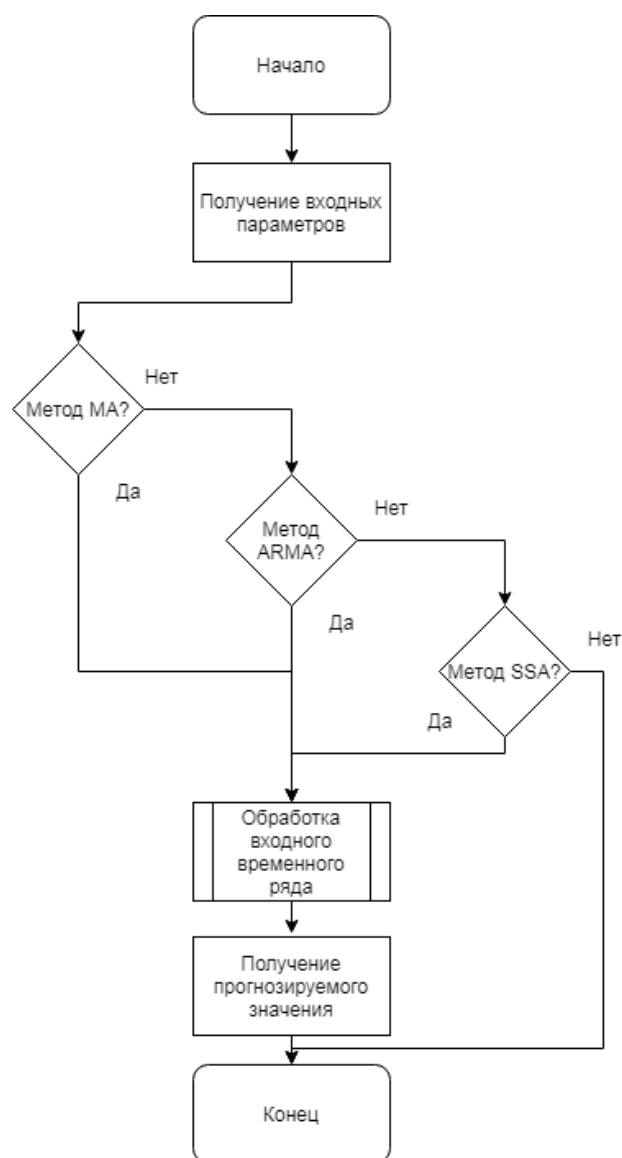 Начало
Получение входных
параметров
Нет
Метод MA?
Да
Нет
Метод
ARMA?
Да
Нет
Метод SSA?
Да
Обработка
входного
временного
ряда
Получение
прогнозируемого
значения
Конец